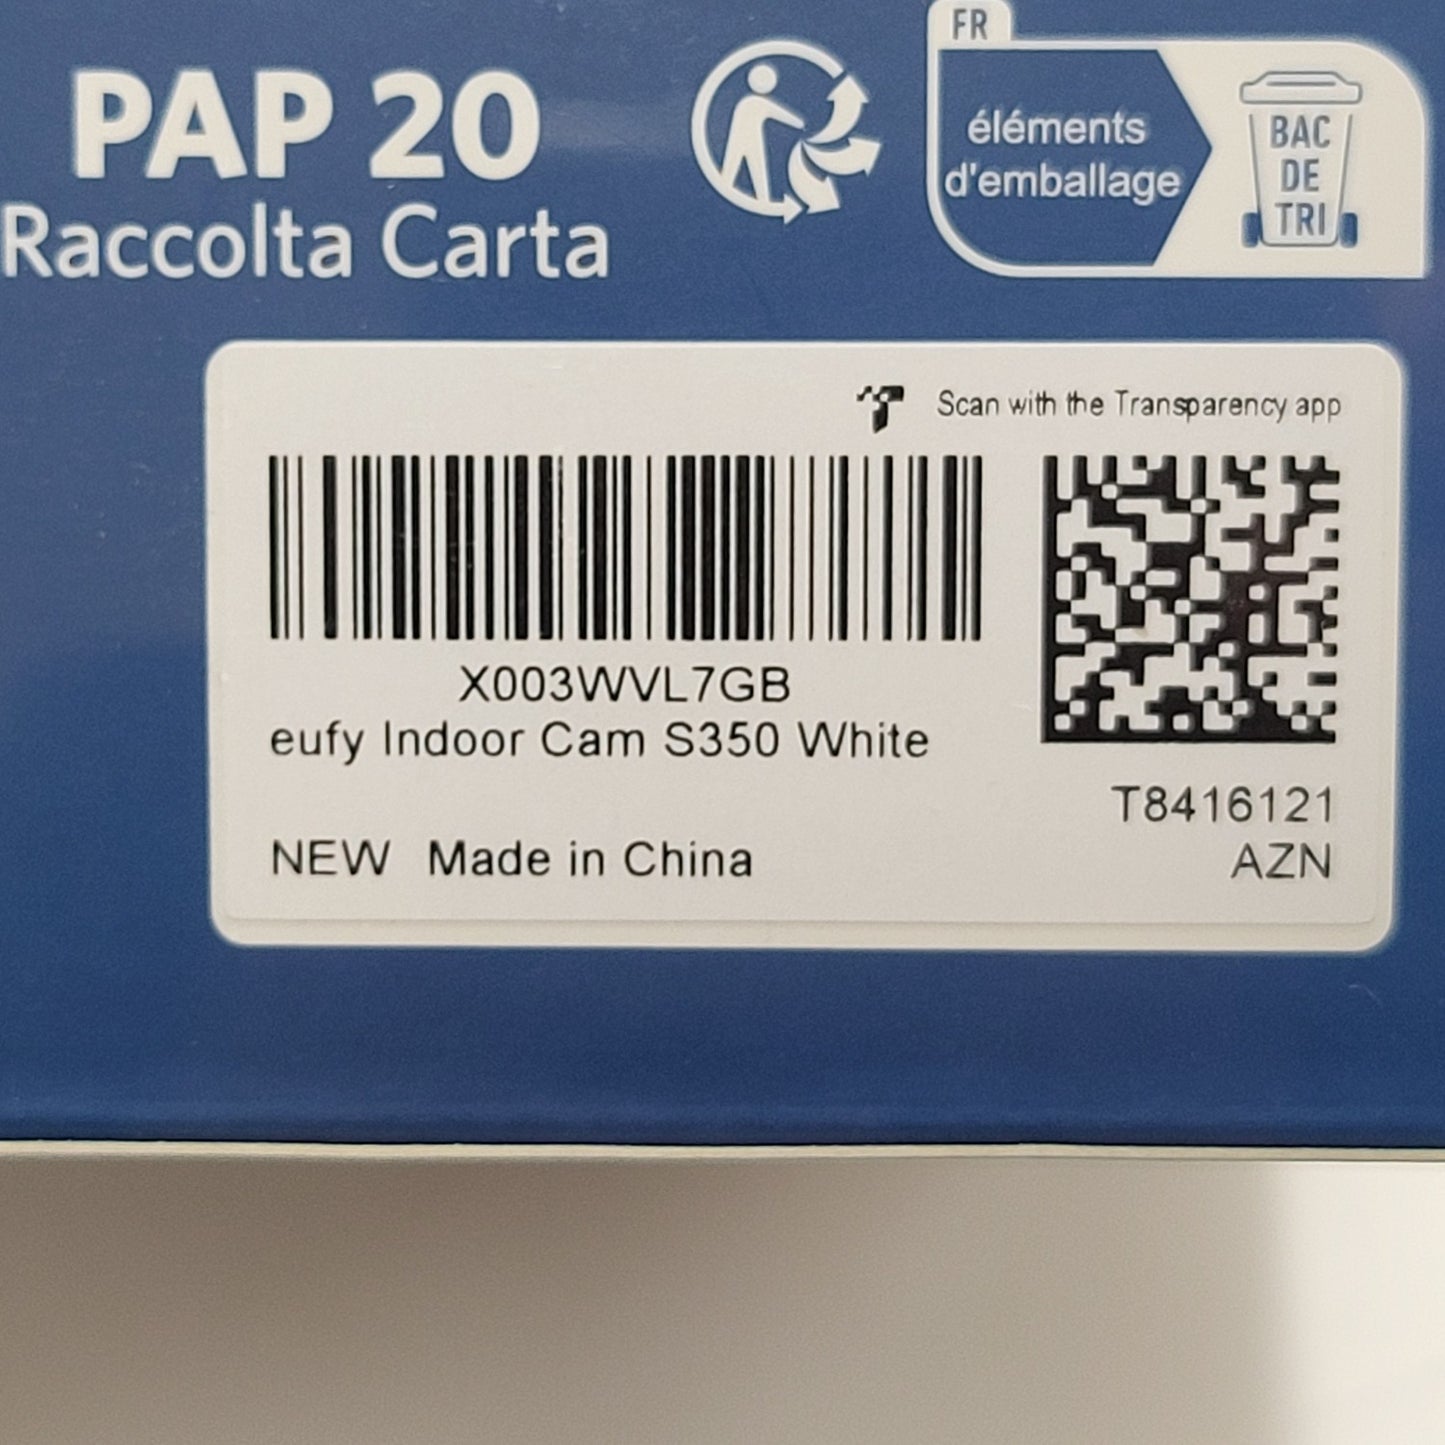 PAP 20
Raccolta Carta
FR
éléments
d'emballage
BAC
DE
TRI
Scan with the Transparency app
X003WVL7GB
eufy Indoor Cam S350 White
NEW Made in China
T8416121
AZN